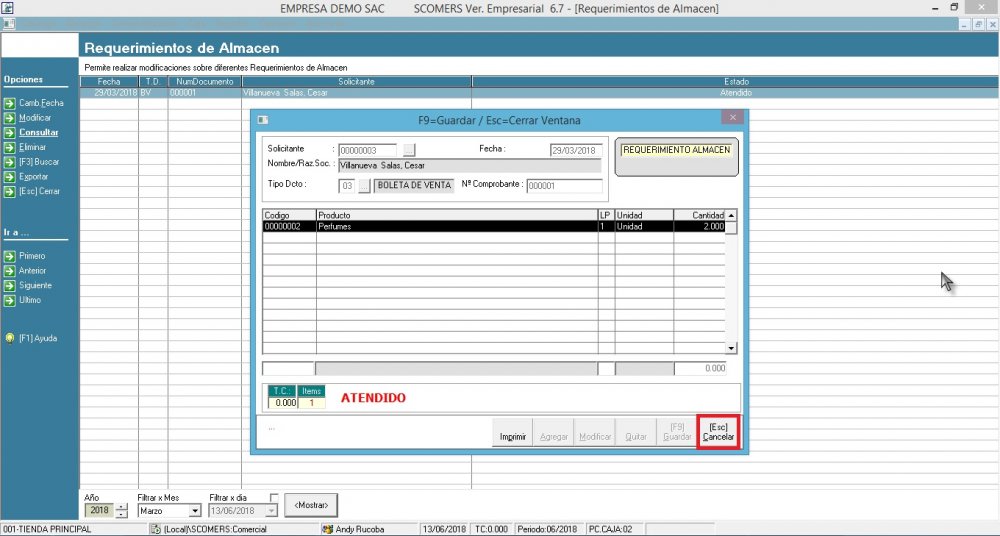 EMPRESA DEMO SAC SCOMERS Ver. Empresarial 6.7 - [Requerimientos de Almacen]
Requerimientos de Almacen
Permite realizar modificaciones sobre diferentes Requerimientos de Almacen
Opciones
Camb.Fecha
Modificar
Consultar
Eliminar
[F3] Buscar
Exportar
[Esc] Cerrar
Ir a ...
Primero
Anterior
Siguiente
Ultimo
[F1] Ayuda
Fecha T.D. NumDocumento Solicitante Estado
29/03/2018 BV 000001 Villanueva Salas, Cesar Atendido
F9=Guardar / Esc=Cerrar Ventana
Solicitante : 00000003 ... Fecha : 29/03/2018
REQUERIMIENTO ALMACEN
Nombre/Raz.Soc. : Villanueva Salas, Cesar
Tipo Dcto : 03 ... BOLETA DE VENTA Nº Comprobante : 000001
Codigo Producto LP Unidad Cantidad
00000002 Perfumes 1 Unidad 2.000
0.000
T.C.: Items
0.000 1
ATENDIDO
...
Imprimir
Agregar
Modificar
Quitar
[F9]
Guardar
[Esc]
Cancelar
Año Filtrar x Mes Filtrar x dia
2018 Marzo 13/06/2018 <Mostrar>
001-TIENDA PRINCIPAL (Local)\SCOMERS:Comercial Andy Rucoba 13/06/2018 TC:0.000 Periodo:06/2018 PC.CAJA:02